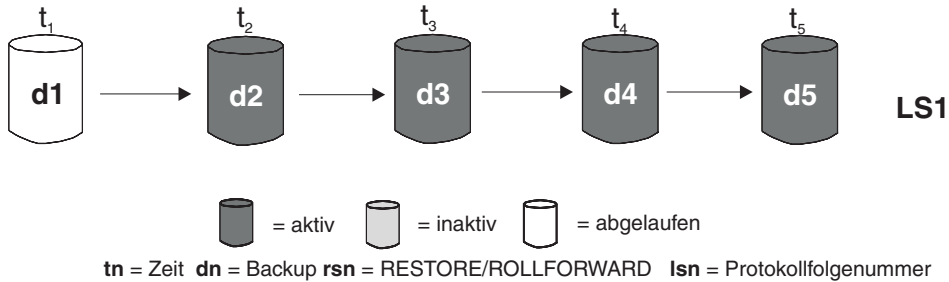 t1 t2 t3 t4 t5
d1 d2 d3 d4 d5 LS1
= aktiv = inaktiv = abgelaufen
tn = Zeit dn = Backup rsn = RESTORE/ROLLFORWARD lsn = Protokollfolgenummer